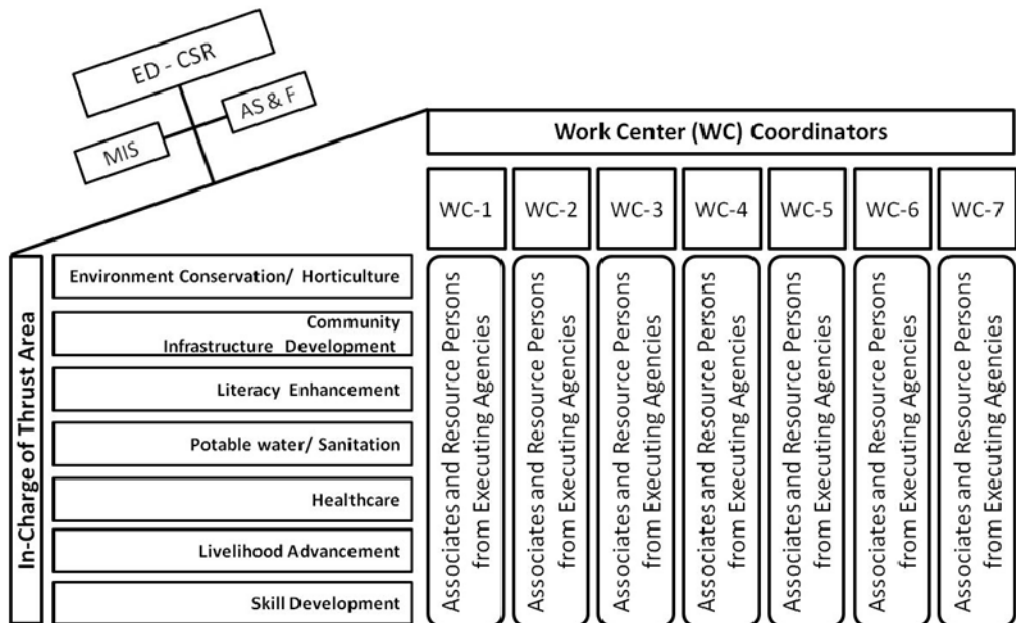 ED - CSR
AS & F
MIS
Work Center (WC) Coordinators
WC-1
WC-2
WC-3
WC-4
WC-5
WC-6
WC-7
In-Charge of Thrust Area
Environment Conservation/ Horticulture
Community
Infrastructure Development
Literacy Enhancement
Potable water/ Sanitation
Healthcare
Livelihood Advancement
Skill Development
Associates and Resource Persons
from Executing Agencies
Associates and Resource Persons
from Executing Agencies
Associates and Resource Persons
from Executing Agencies
Associates and Resource Persons
from Executing Agencies
Associates and Resource Persons
from Executing Agencies
Associates and Resource Persons
from Executing Agencies
Associates and Resource Persons
from Executing Agencies